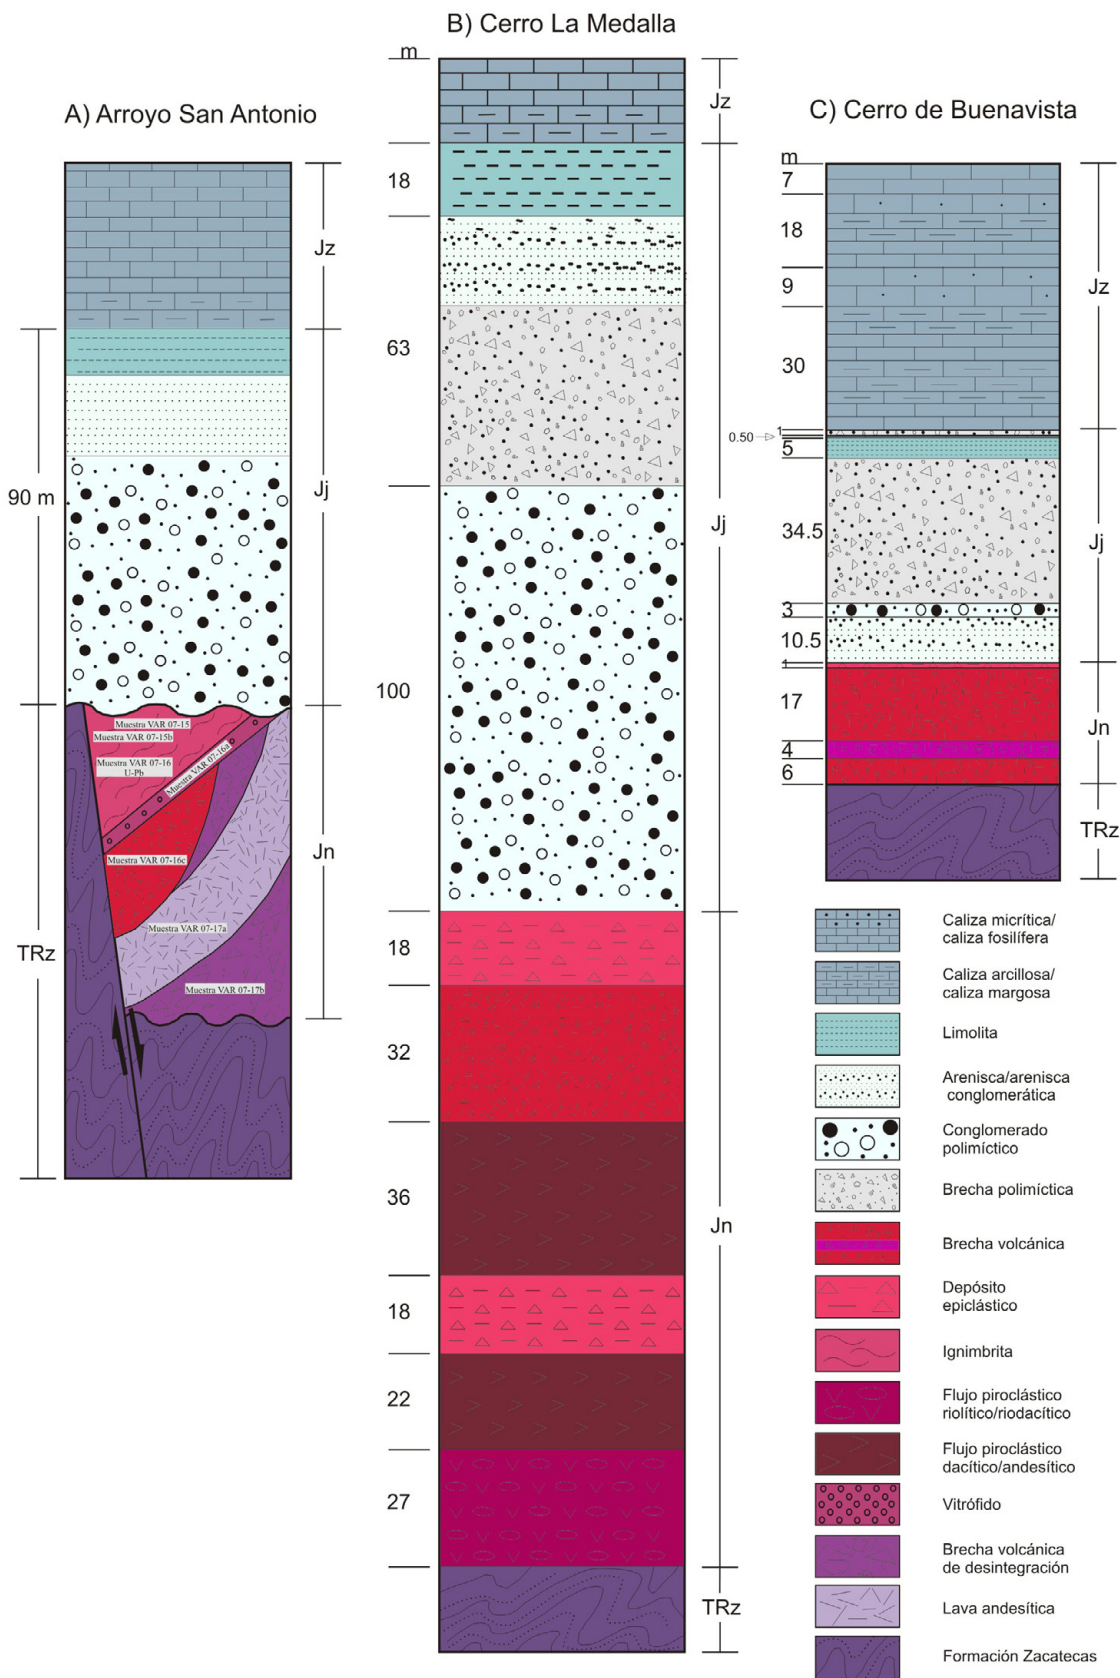 B) Cerro La Medalla
A) Arroyo San Antonio
C) Cerro de Buenavista
Jz
90 m
Jj
Muestra VAR 07-15
Muestra VAR 07-15b
Muestra VAR 07-16
U-Pb
Muestra VAR 07-16a
Muestra VAR 07-16c
Muestra VAR 07-17a
Muestra VAR 07-17b
Jn
TRz
m
18
63
100
18
32
36
18
22
27
Jz
Jj
Jn
TRz
m
7
18
9
30
1
0.50
5
34.5
3
10.5
1
17
4
6
Jz
Jj
Jn
TRz
Caliza micrítica/
caliza fosilífera
Caliza arcillosa/
caliza margosa
Limolita
Arenisca/arenisca
conglomerática
Conglomerado
polimíctico
Brecha polimíctica
Brecha volcánica
Depósito
epiclástico
Ignimbrita
Flujo piroclástico
riolítico/riodacítico
Flujo piroclástico
dacítico/andesítico
Vitrófido
Brecha volcánica
de desintegración
Lava andesítica
Formación Zacatecas